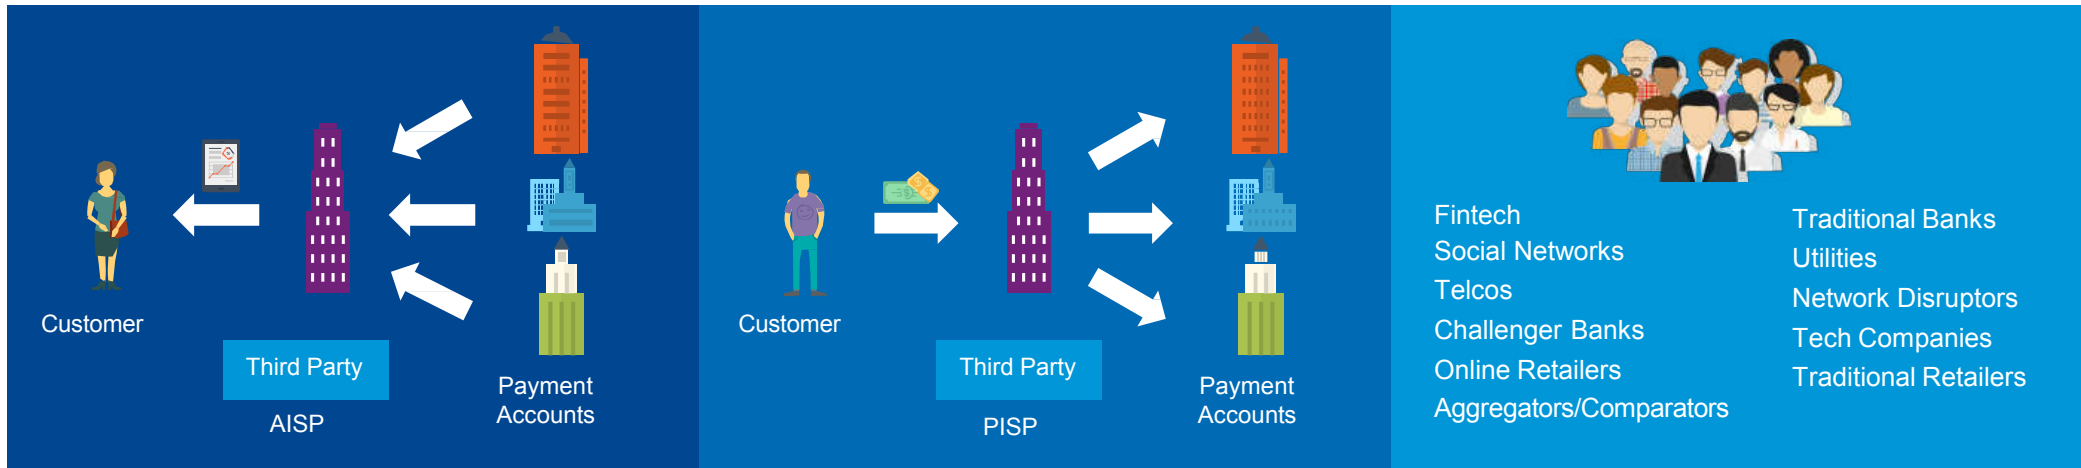 Customer
Third Party
AISP
Payment
Accounts
Customer
Third Party
PISP
Payment
Accounts
Fintech
Social Networks
Telcos
Challenger Banks
Online Retailers
Aggregators/Comparators
Traditional Banks
Utilities
Network Disruptors
Tech Companies
Traditional Retailers